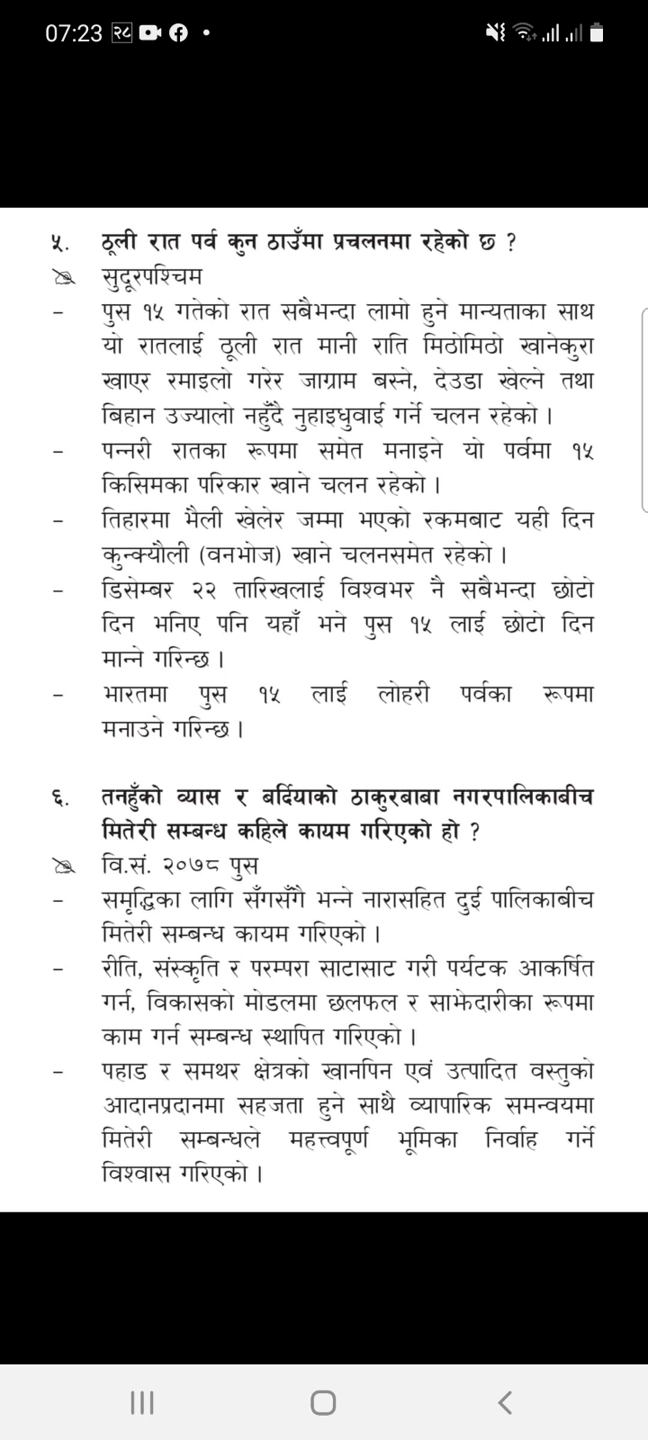 07:23 २८
५. ठूली रात पर्व कुन ठाउँमा प्रचलनमा रहेको छ ?
सुदूरपश्चिम
– पुस १५ गतेको रात सबैभन्दा लामो हुने मान्यताका साथ
यो रातलाई ठूली रात मानी राति मिठोमिठो खानेकुरा
खाएर रमाइलो गरेर जाग्राम बस्ने, देउडा खेल्ने तथा
बिहान उज्यालो नहुँदै नुहाइधुवाई गर्ने चलन रहेको ।
– पन्नरी रातका रूपमा समेत मनाइने यो पर्वमा १५
किसिमका परिकार खाने चलन रहेको ।
– तिहारमा भैली खेलेर जम्मा भएको रकमबाट यही दिन
कुन्क्यौली (वनभोज) खाने चलनसमेत रहेको ।
– डिसेम्बर २२ तारिखलाई विश्वभर नै सबैभन्दा छोटो
दिन भनिए पनि यहाँ भने पुस १५ लाई छोटो दिन
मान्ने गरिन्छ ।
– भारतमा पुस १५ लाई लोहरी पर्वका रूपमा
मनाउने गरिन्छ ।
६. तनहुँको व्यास र बर्दियाको ठाकुरबाबा नगरपालिकाबीच
मितेरी सम्बन्ध कहिले कायम गरिएको हो ?
वि.सं. २०७८ पुस
– समृद्धिका लागि सँगसँगै भन्ने नारासहित दुई पालिकाबीच
मितेरी सम्बन्ध कायम गरिएको ।
– रीति, संस्कृति र परम्परा साटासाट गरी पर्यटक आकर्षित
गर्न, विकासको मोडलमा छलफल र साझेदारीका रूपमा
काम गर्न सम्बन्ध स्थापित गरिएको ।
– पहाड र समथर क्षेत्रको खानपिन एवं उत्पादित वस्तुको
आदानप्रदानमा सहजता हुने साथै व्यापारिक समन्वयमा
मितेरी सम्बन्धले महत्त्वपूर्ण भूमिका निर्वाह गर्ने
विश्वास गरिएको ।